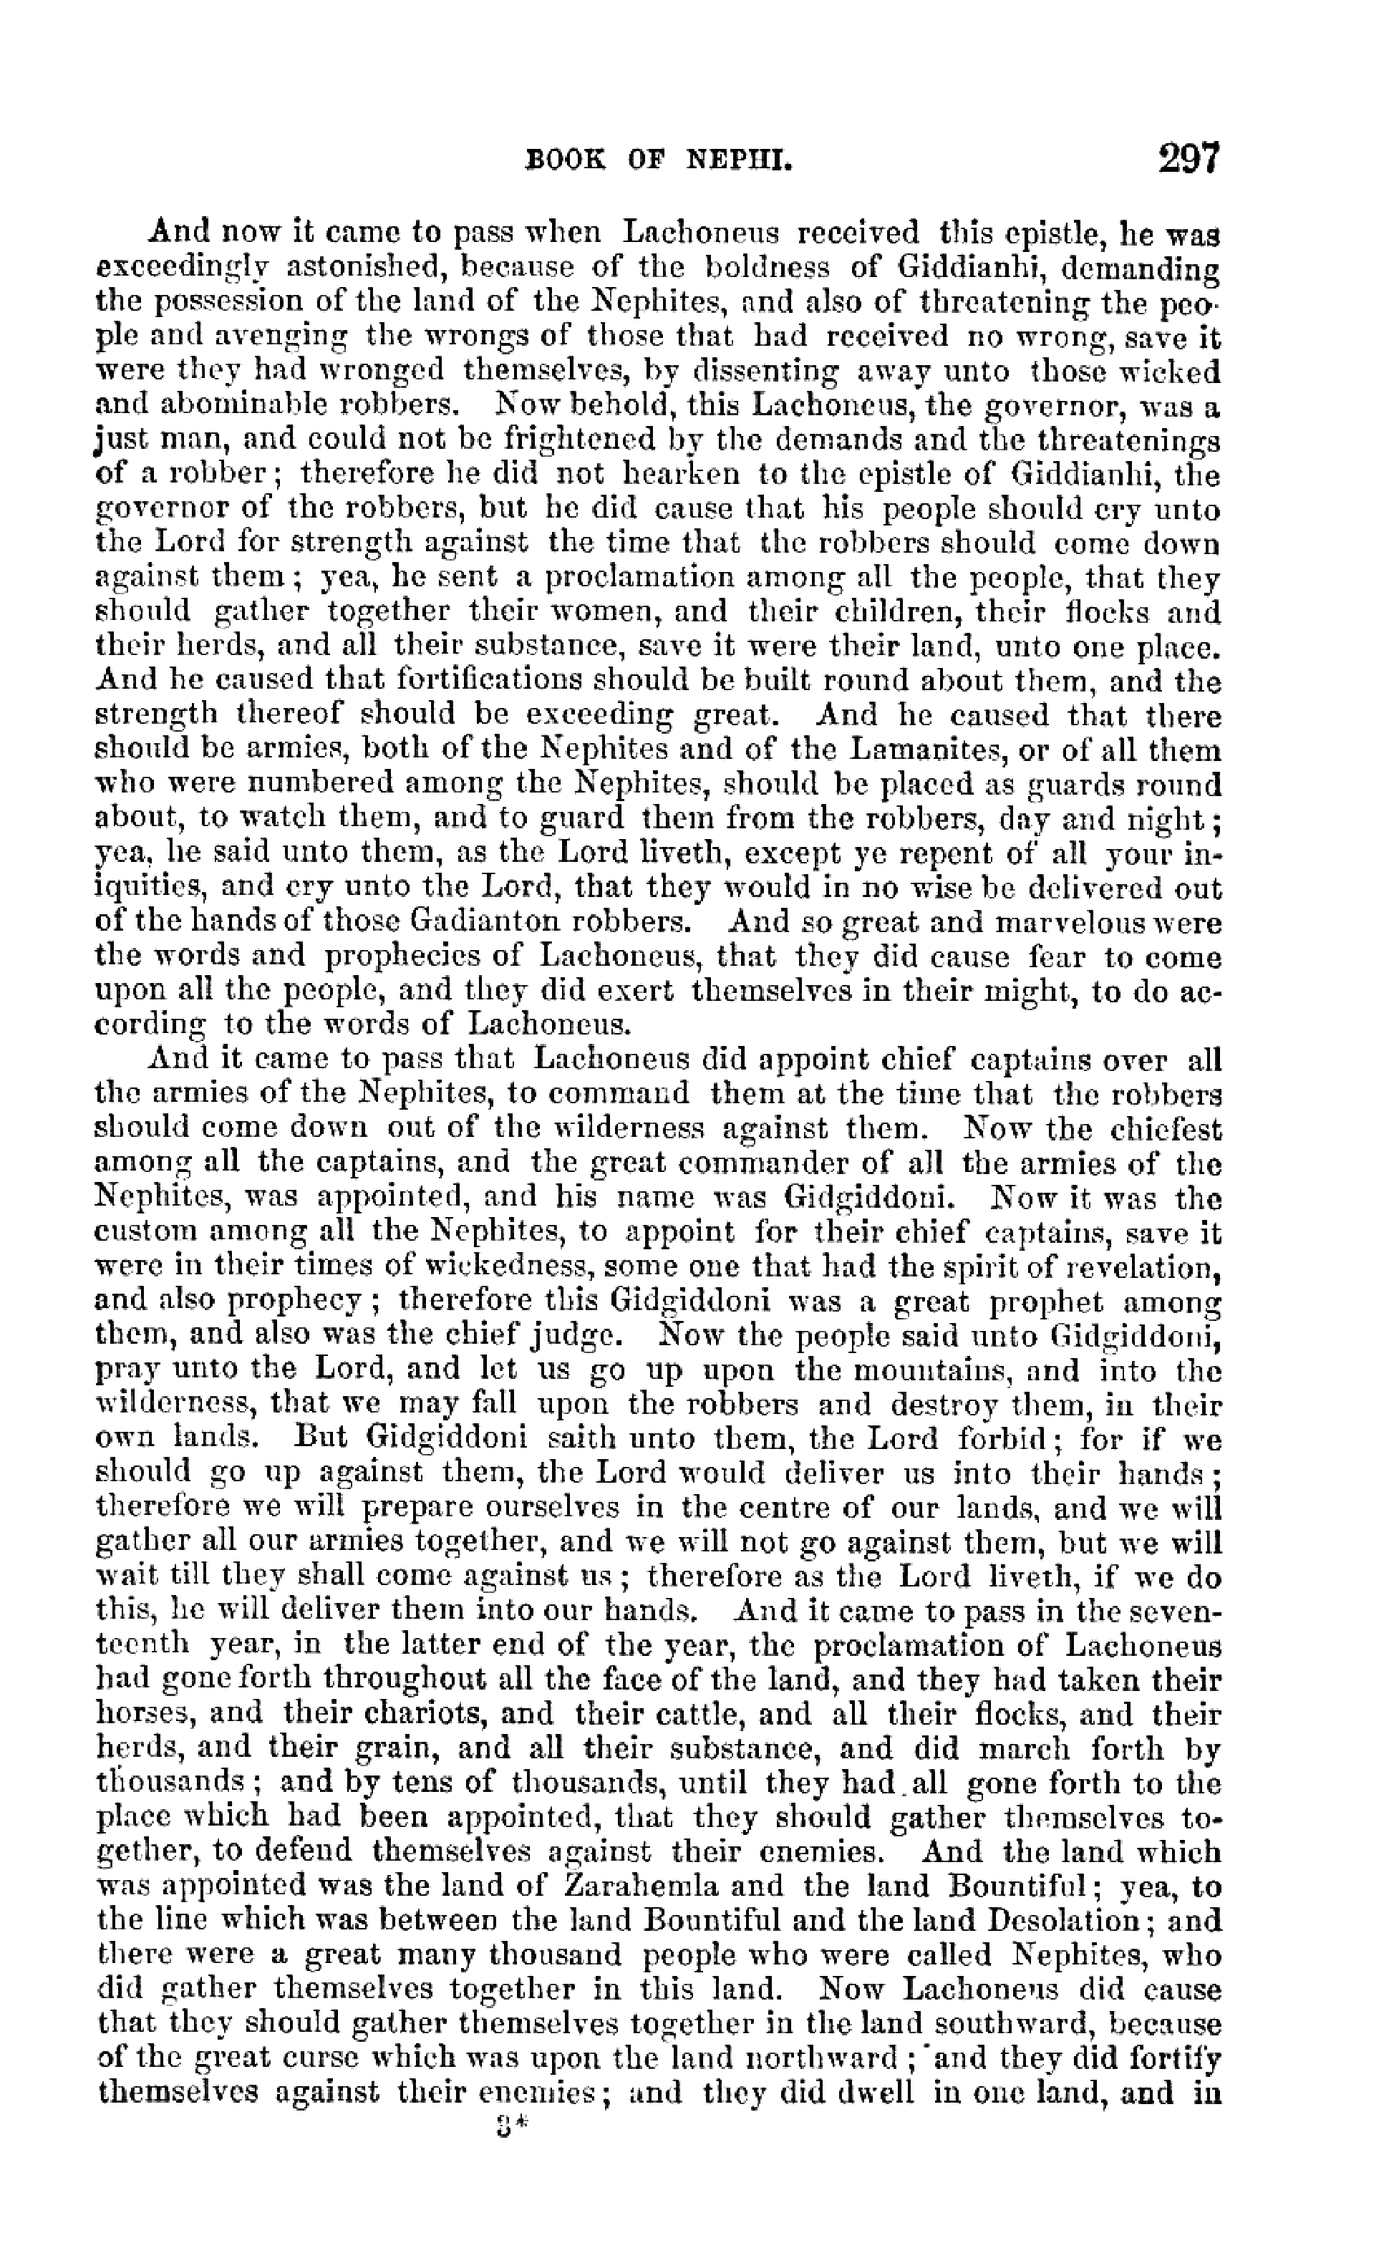 BOOK OF NEPHI. 297
And now it came to pass when Lachoneus received this epistle, he was
exceedingly astonished, because of the boldness of Giddianhi, demanding
the possession of the land of the Nephites, and also of threatening the peo-
ple and avenging the wrongs of those that had received no wrong, save it
were they had wronged themselves, by dissenting away unto those wicked
and abominable robbers. Now behold, this Lachoneus, the governor, was a
just man, and could not be frightened by the demands and the threatenings
of a robber; therefore he did not hearken to the epistle of Giddianhi, the
governor of the robbers, but he did cause that his people should cry unto
the Lord for strength against the time that the robbers should come down
against them; yea, he sent a proclamation among all the people, that they
should gather together their women, and their children, their flocks and
their herds, and all their substance, save it were their land, unto one place.
And he caused that fortifications should be built round about them, and the
strength thereof should be exceeding great. And he caused that there
should be armies, both of the Nephites and of the Lamanites, or of all them
who were numbered among the Nephites, should be placed as guards round
about, to watch them, and to guard them from the robbers, day and night;
yea, he said unto them, as the Lord liveth, except ye repent of all your in-
iquities, and cry unto the Lord, that they would in no wise be delivered out
of the hands of those Gadianton robbers. And so great and marvelous were
the words and prophecies of Lachoneus, that they did cause fear to come
upon all the people, and they did exert themselves in their might, to do ac-
cording to the words of Lachoneus.
And it came to pass that Lachoneus did appoint chief captains over all
the armies of the Nephites, to command them at the time that the robbers
should come down out of the wilderness against them. Now the chiefest
among all the captains, and the great commander of all the armies of the
Nephites, was appointed, and his name was Gidgiddoni. Now it was the
custom among all the Nephites, to appoint for their chief captains, save it
were in their times of wickedness, some one that had the spirit of revelation,
and also prophecy; therefore this Gidgiddoni was a great prophet among
them, and also was the chief judge. Now the people said unto Gidgiddoni,
pray unto the Lord, and let us go up upon the mountains, and into the
wilderness, that we may fall upon the robbers and destroy them, in their
own lands. But Gidgiddoni saith unto them, the Lord forbid; for if we
should go up against them, the Lord would deliver us into their hands;
therefore we will prepare ourselves in the centre of our lands, and we will
gather all our armies together, and we will not go against them, but we will
wait till they shall come against us; therefore as the Lord liveth, if we do
this, he will deliver them into our hands. And it came to pass in the seven-
teenth year, in the latter end of the year, the proclamation of Lachoneus
had gone forth throughout all the face of the land, and they had taken their
horses, and their chariots, and their cattle, and all their flocks, and their
herds, and their grain, and all their substance, and did march forth by
thousands; and by tens of thousands, until they had all gone forth to the
place which had been appointed, that they should gather themselves to-
gether, to defend themselves against their enemies. And the land which
was appointed was the land of Zarahemla and the land Bountiful; yea, to
the line which was between the land Bountiful and the land Desolation; and
there were a great many thousand people who were called Nephites, who
did gather themselves together in this land. Now Lachoneus did cause
that they should gather themselves together in the land southward, because
of the great curse which was upon the land northward; and they did fortify
themselves against their enemies; and they did dwell in one land, and in
3*